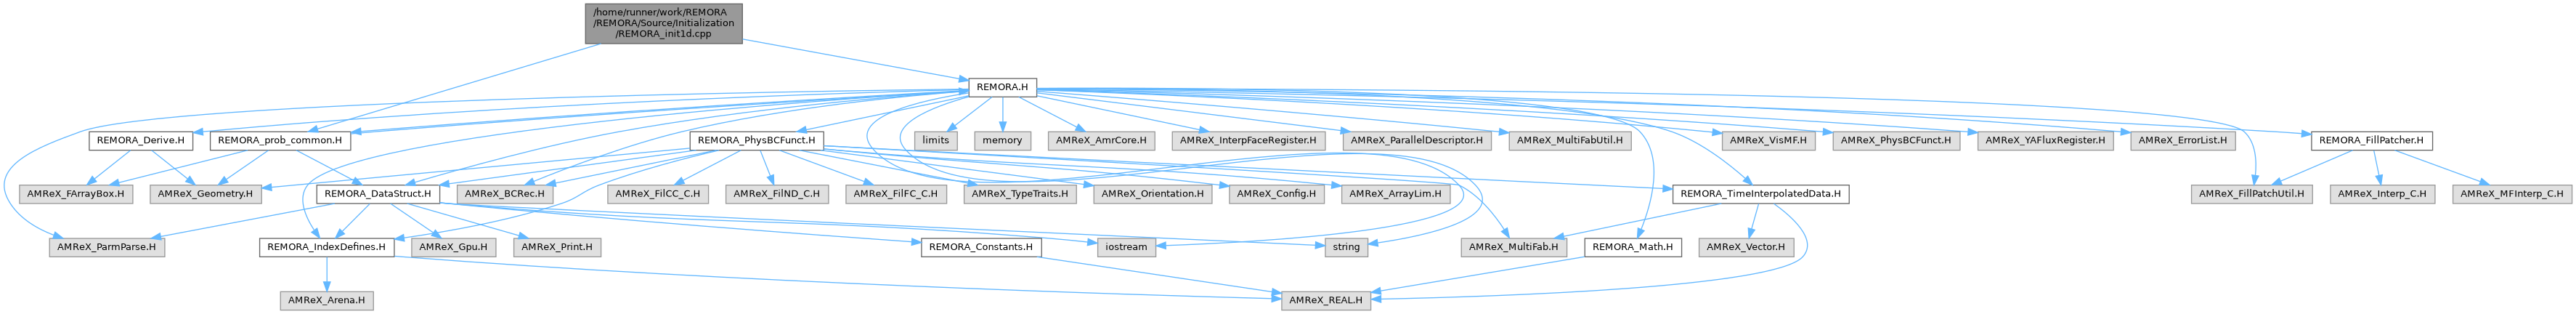 /home/runner/work/REMORA
/REMORA/Source/Initialization
/REMORA_init1d.cpp
REMORA.H
REMORA_Derive.H
REMORA_prob_common.H
REMORA_PhysBCFunct.H
limits
memory
AMReX_AmrCore.H
AMReX_InterpFaceRegister.H
AMReX_ParallelDescriptor.H
AMReX_MultiFabUtil.H
AMReX_VisMF.H
AMReX_PhysBCFunct.H
AMReX_YAFluxRegister.H
AMReX_ErrorList.H
REMORA_FillPatcher.H
AMReX_FArrayBox.H
AMReX_Geometry.H
REMORA_DataStruct.H
AMReX_BCRec.H
AMReX_FilCC_C.H
AMReX_FilND_C.H
AMReX_FilFC_C.H
AMReX_TypeTraits.H
AMReX_Orientation.H
AMReX_Config.H
AMReX_ArrayLim.H
REMORA_TimeInterpolatedData.H
AMReX_FillPatchUtil.H
AMReX_Interp_C.H
AMReX_MFInterp_C.H
AMReX_ParmParse.H
REMORA_IndexDefines.H
AMReX_Gpu.H
AMReX_Print.H
REMORA_Constants.H
iostream
string
AMReX_MultiFab.H
REMORA_Math.H
AMReX_Vector.H
AMReX_Arena.H
AMReX_REAL.H